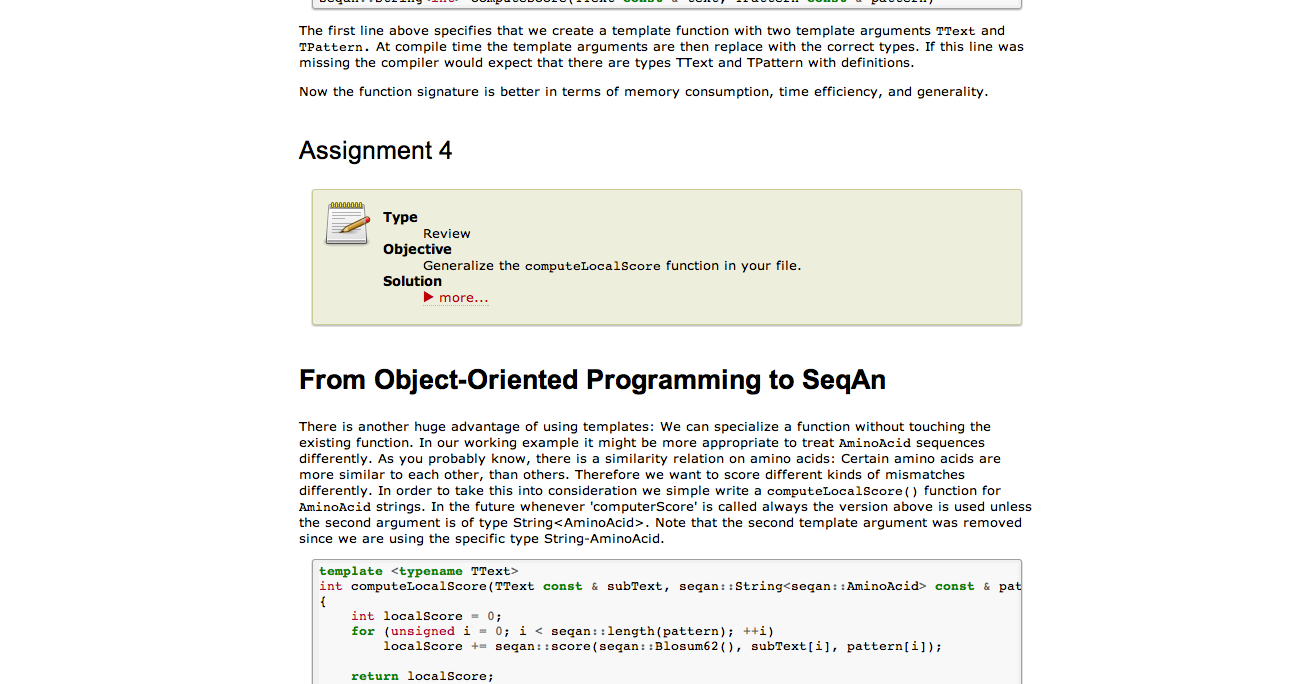 The first line above specifies that we create a template function with two template arguments TText and
TPattern. At compile time the template arguments are then replace with the correct types. If this line was
missing the compiler would expect that there are types TText and TPattern with definitions.
Now the function signature is better in terms of memory consumption, time efficiency, and generality.
Assignment 4
Type
Review
Objective
Generalize the computeLocalScore function in your file.
Solution
more...
From Object-Oriented Programming to SeqAn
There is another huge advantage of using templates: We can specialize a function without touching the
existing function. In our working example it might be more appropriate to treat AminoAcid sequences
differently. As you probably know, there is a similarity relation on amino acids: Certain amino acids are
more similar to each other, than others. Therefore we want to score different kinds of mismatches
differently. In order to take this into consideration we simple write a computeLocalScore() function for
AminoAcid strings. In the future whenever 'computerScore' is called always the version above is used unless
the second argument is of type String<AminoAcid>. Note that the second template argument was removed
since we are using the specific type String-AminoAcid.
template <typename TText>
int computeLocalScore(TText const & subText, seqan::String<seqan::AminoAcid> const & pat
{
int localScore = 0;
for (unsigned i = 0; i < seqan::length(pattern); ++i)
localScore += seqan::score(seqan::Blosum62(), subText[i], pattern[i]);
return localScore;